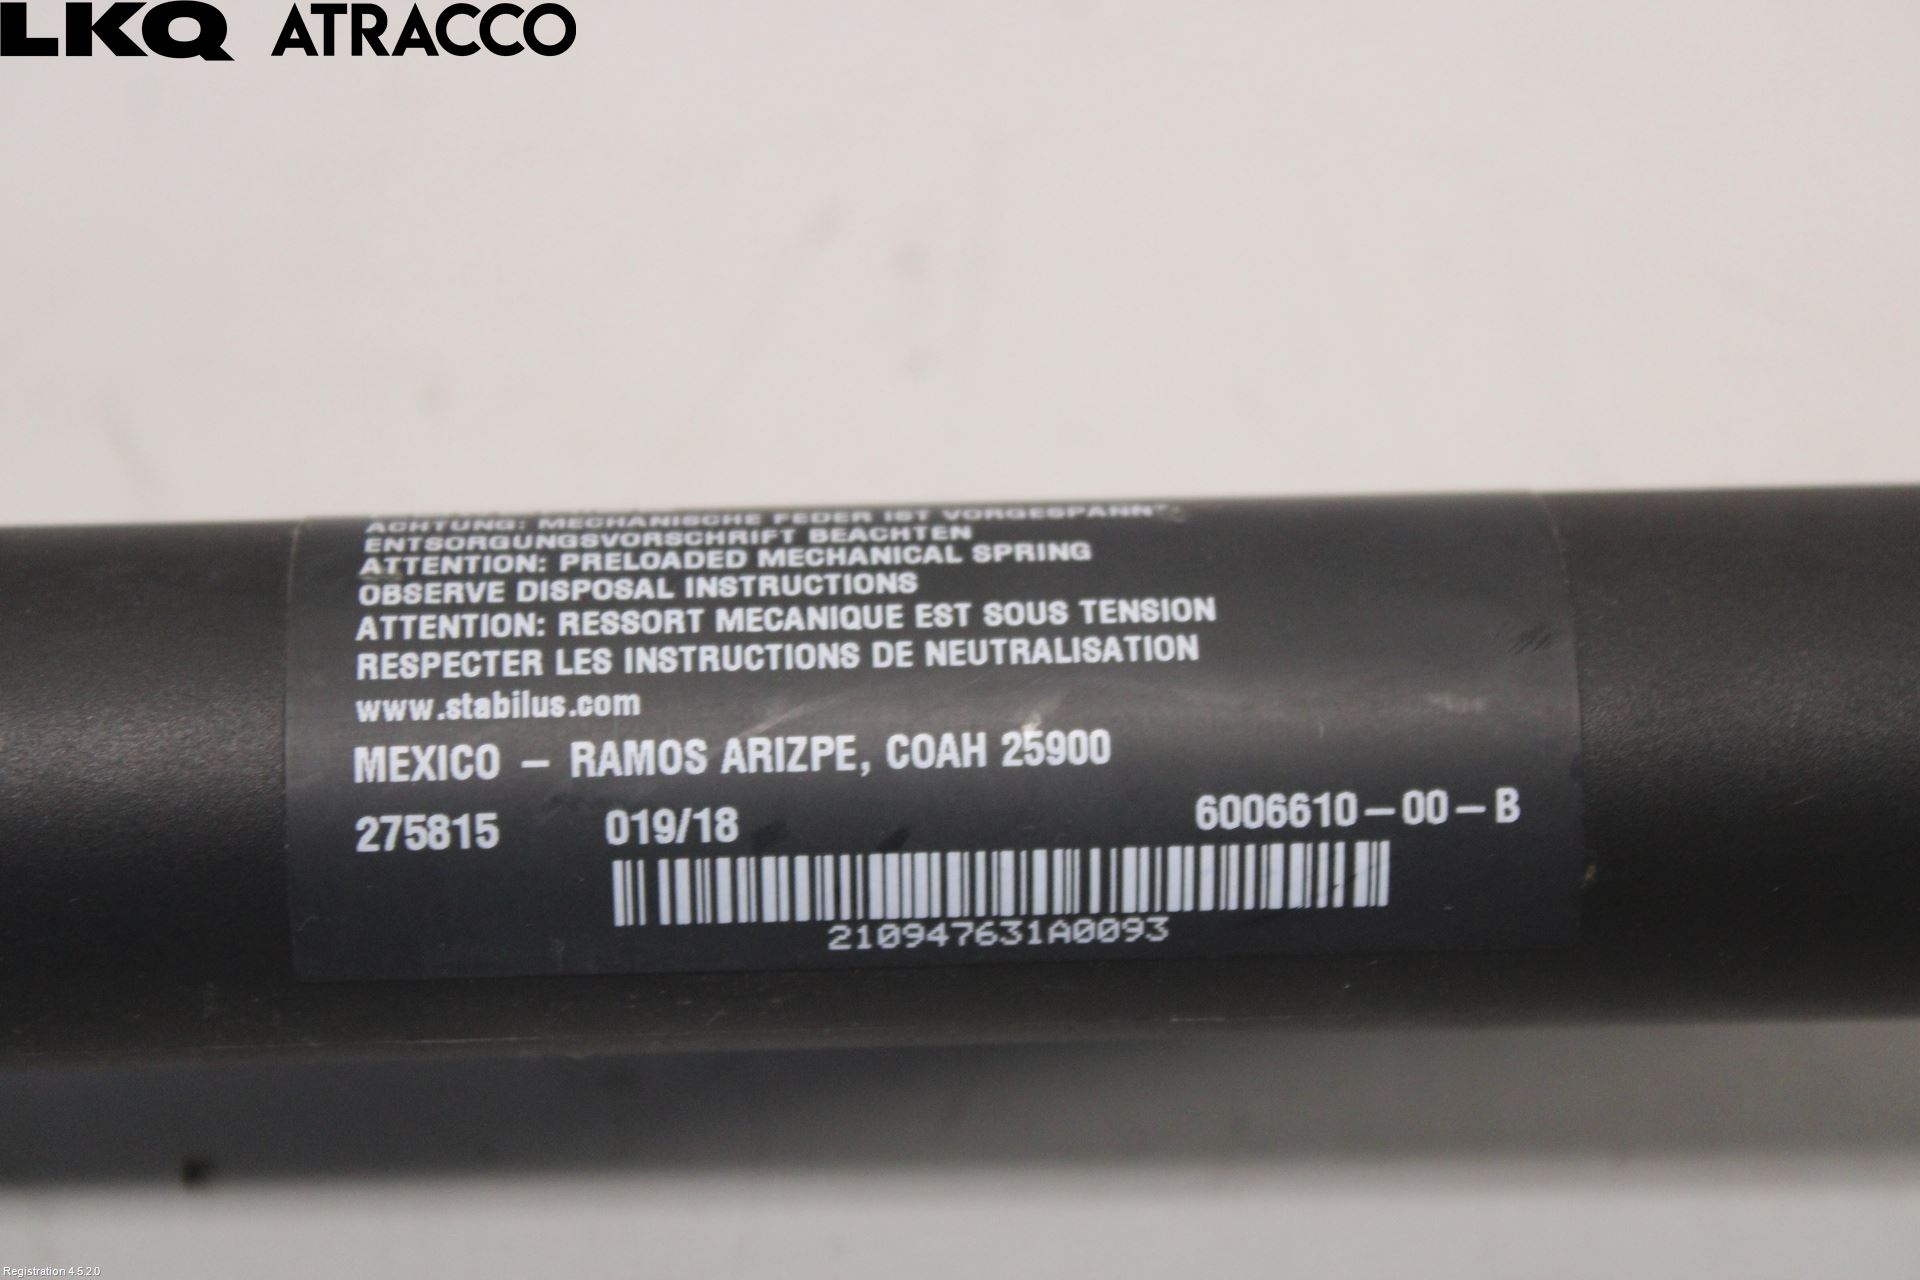 LKQ ATRACCO
ACHTUNG: MECHANISCHE FEDER IST VORGESPANNT
ENTSORGUNGSVORSCHRIFT BEACHTEN
ATTENTION: PRELOADED MECHANICAL SPRING
OBSERVE DISPOSAL INSTRUCTIONS
ATTENTION: RESSORT MECANIQUE EST SOUS TENSION
RESPECTER LES INSTRUCTIONS DE NEUTRALISATION
www.stabilus.com
MEXICO – RAMOS ARIZPE, COAH 25900
275815 019/18 6006610–00–B
210947631A0093
Registration 4.5.2.0